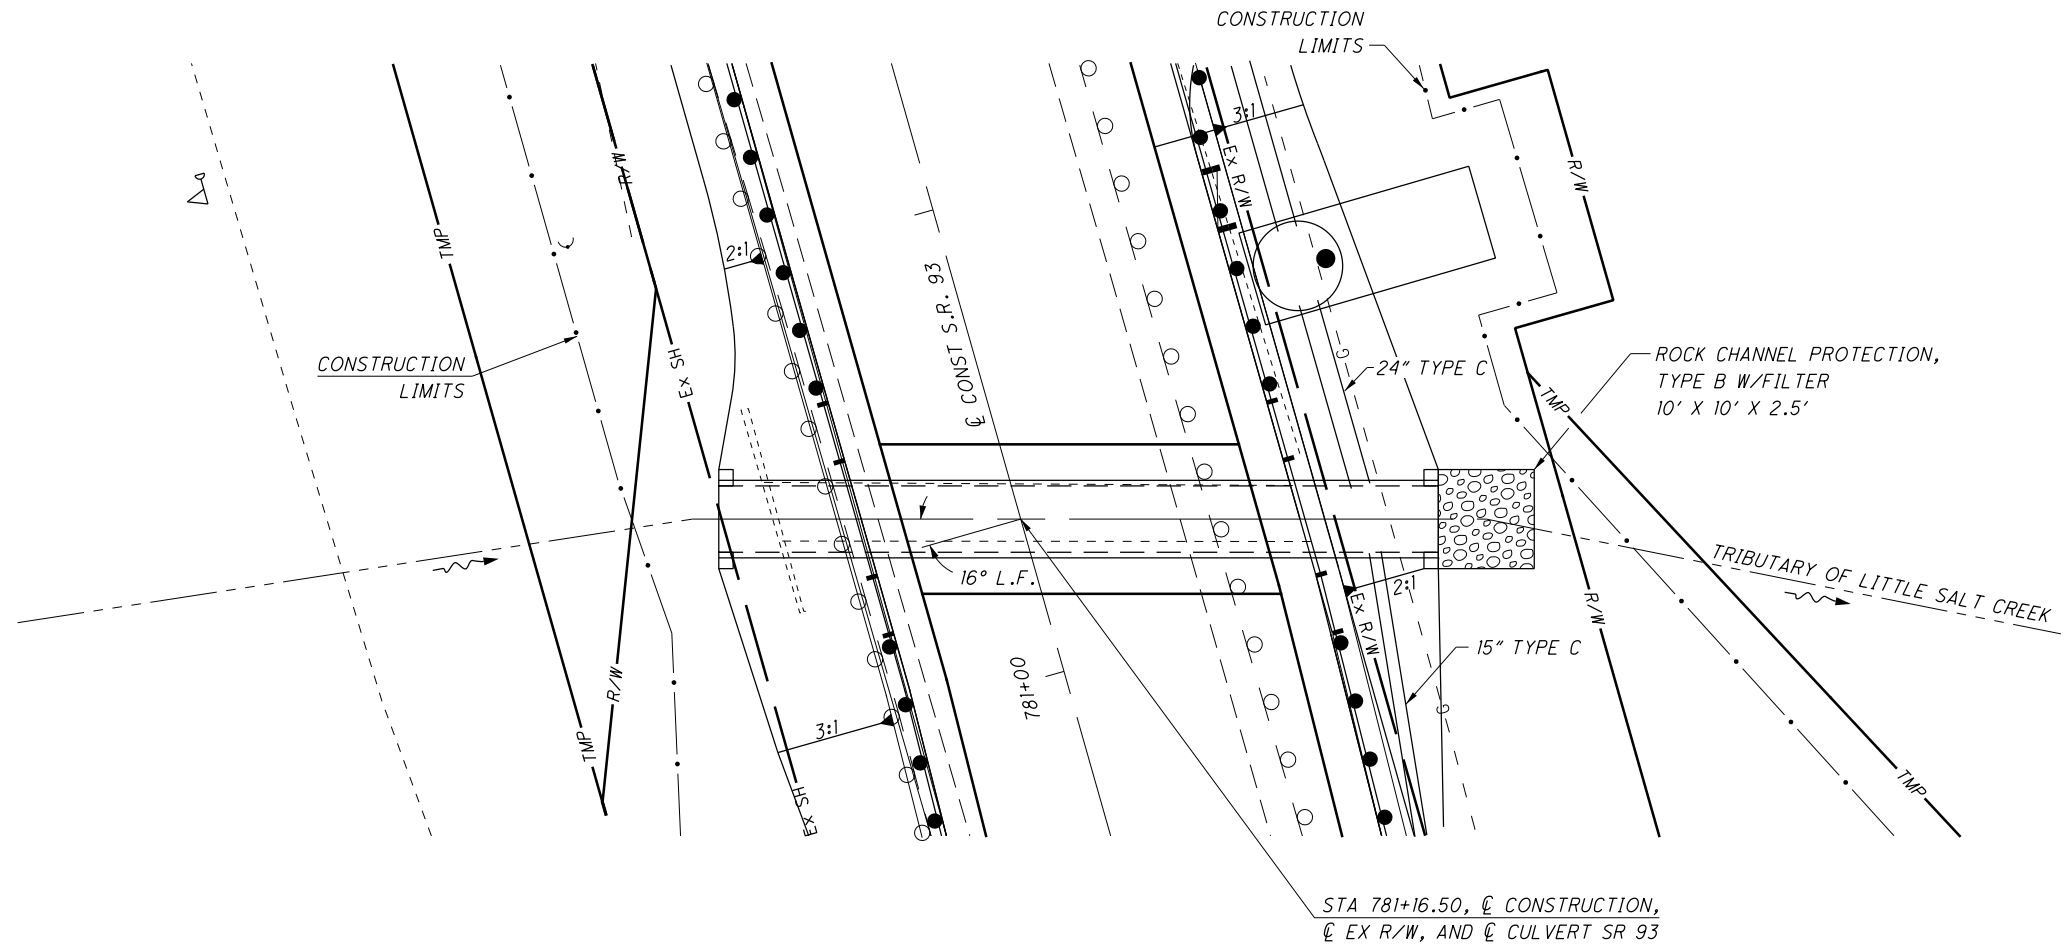 CONSTRUCTION
LIMITS
3:1
Ex R/W
R/W
R/W
TMP
2:1
℄ CONST S.R. 93
CONSTRUCTION
LIMITS
Ex SH
24" TYPE C
ROCK CHANNEL PROTECTION,
TYPE B W/FILTER
10' X 10' X 2.5'
TMP
G
16° L.F.
2:1
TRIBUTARY OF LITTLE SALT CREEK
Ex R/W
R/W
15" TYPE C
R/W
781+00
G
TMP
3:1
Ex SH
TMP
STA 781+16.50, ℄ CONSTRUCTION,
℄ EX R/W, AND ℄ CULVERT SR 93